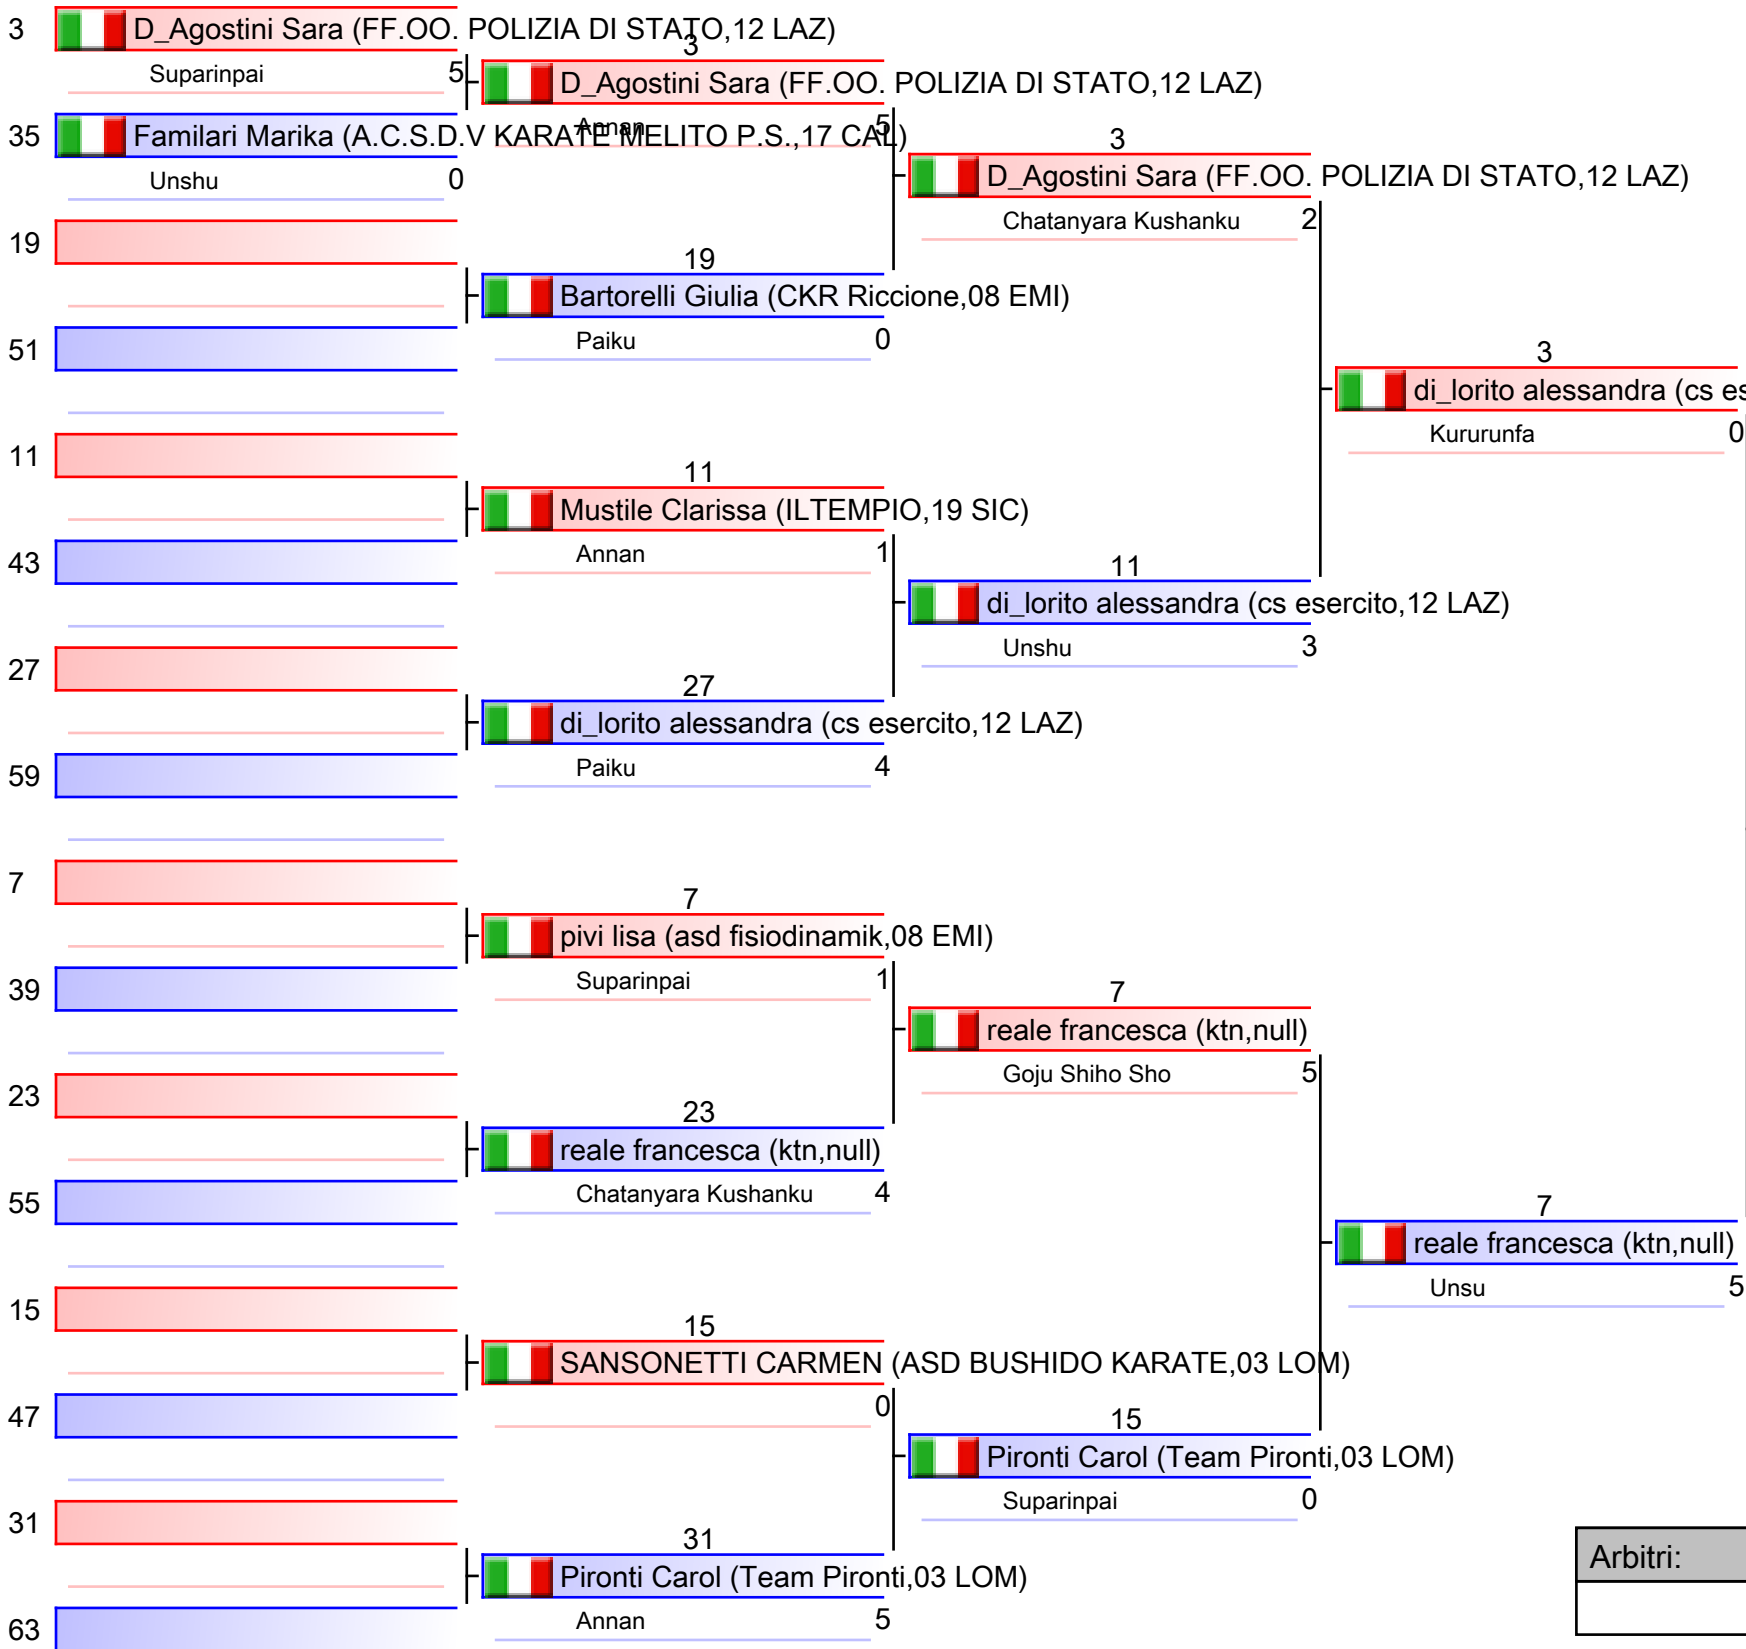 3 D_Agostini Sara (FF.OO. POLIZIA DI STATO,12 LAZ)
Suparinpai 5
35 Familari Marika (A.C.S.D.V KARATE MELITO P.S.,17 CAL)
Unshu 0
19
51
11
43
27
59
7
39
23
55
15
47
31
63
3
D_Agostini Sara (FF.OO. POLIZIA DI STATO,12 LAZ)
Annan 5
19
Bartorelli Giulia (CKR Riccione,08 EMI)
Paiku 0
11
Mustile Clarissa (ILTEMPIO,19 SIC)
Annan 1
27
di_lorito alessandra (cs esercito,12 LAZ)
Paiku 4
7
pivi lisa (asd fisiodinamik,08 EMI)
Suparinpai 1
23
reale francesca (ktn,null)
Chatanyara Kushanku 4
15
SANSONETTI CARMEN (ASD BUSHIDO KARATE,03 LOM)
0
31
Pironti Carol (Team Pironti,03 LOM)
Annan 5
3
D_Agostini Sara (FF.OO. POLIZIA DI STATO,12 LAZ)
Chatanyara Kushanku 2
11
di_lorito alessandra (cs esercito,12 LAZ)
Unshu 3
7
reale francesca (ktn,null)
Goju Shiho Sho 5
15
Pironti Carol (Team Pironti,03 LOM)
Suparinpai 0
3
di_lorito alessandra (cs es
Kururunfa 0
7
reale francesca (ktn,null)
Unsu 5
Arbitri: